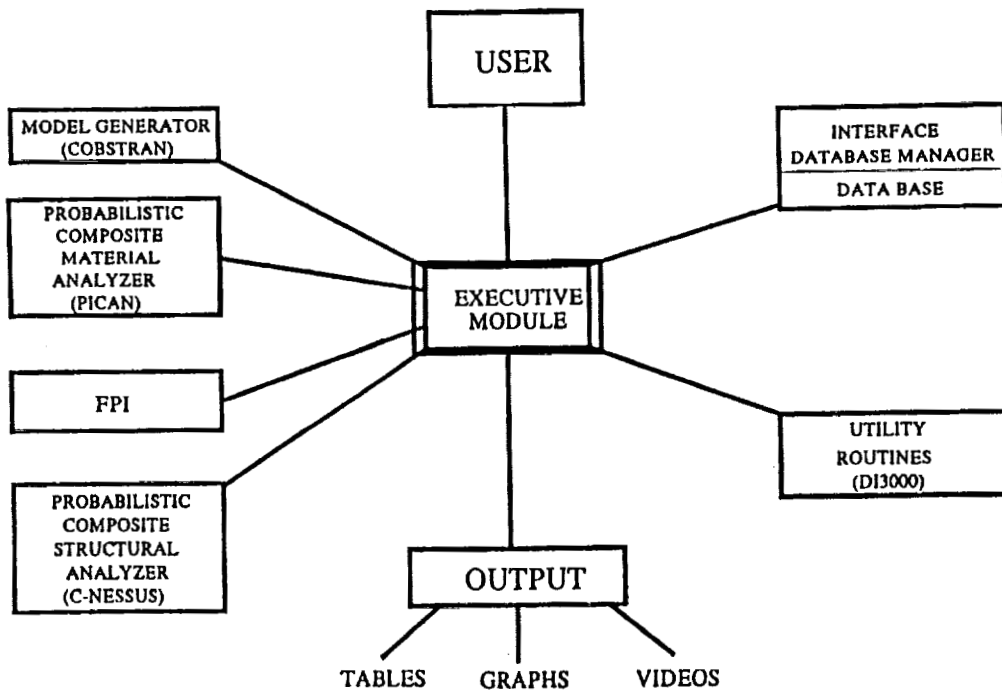 USER
MODEL GENERATOR
(COBSTRAN)
PROBABILISTIC
COMPOSITE
MATERIAL
ANALYZER
(PICAN)
FPI
PROBABILISTIC
COMPOSITE
STRUCTURAL
ANALYZER
(C-NESSUS)
EXECUTIVE
MODULE
INTERFACE
DATABASE MANAGER
DATA BASE
UTILITY
ROUTINES
(DI3000)
OUTPUT
TABLES
GRAPHS
VIDEOS